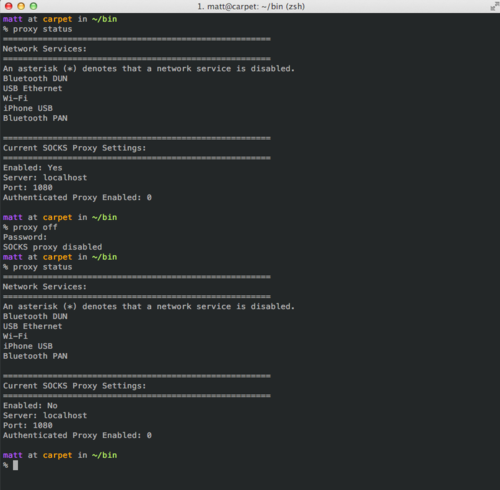 1. matt@carpet: ~/bin (zsh)
matt at carpet in ~/bin
% proxy status
======================================================
Network Services:
======================================================
An asterisk (*) denotes that a network service is disabled.
Bluetooth DUN
USB Ethernet
Wi-Fi
iPhone USB
Bluetooth PAN
======================================================
Current SOCKS Proxy Settings:
======================================================
Enabled: Yes
Server: localhost
Port: 1080
Authenticated Proxy Enabled: 0
matt at carpet in ~/bin
% proxy off
Password:
SOCKS proxy disabled
matt at carpet in ~/bin
% proxy status
======================================================
Network Services:
======================================================
An asterisk (*) denotes that a network service is disabled.
Bluetooth DUN
USB Ethernet
Wi-Fi
iPhone USB
Bluetooth PAN
======================================================
Current SOCKS Proxy Settings:
======================================================
Enabled: No
Server: localhost
Port: 1080
Authenticated Proxy Enabled: 0
matt at carpet in ~/bin
%